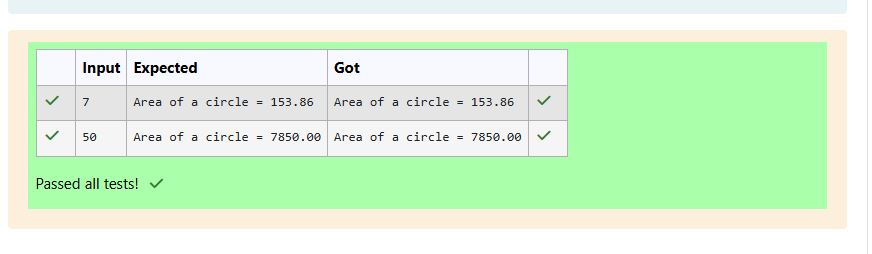 Input Expected Got
7 Area of a circle = 153.86 Area of a circle = 153.86
50 Area of a circle = 7850.00 Area of a circle = 7850.00
Passed all tests!